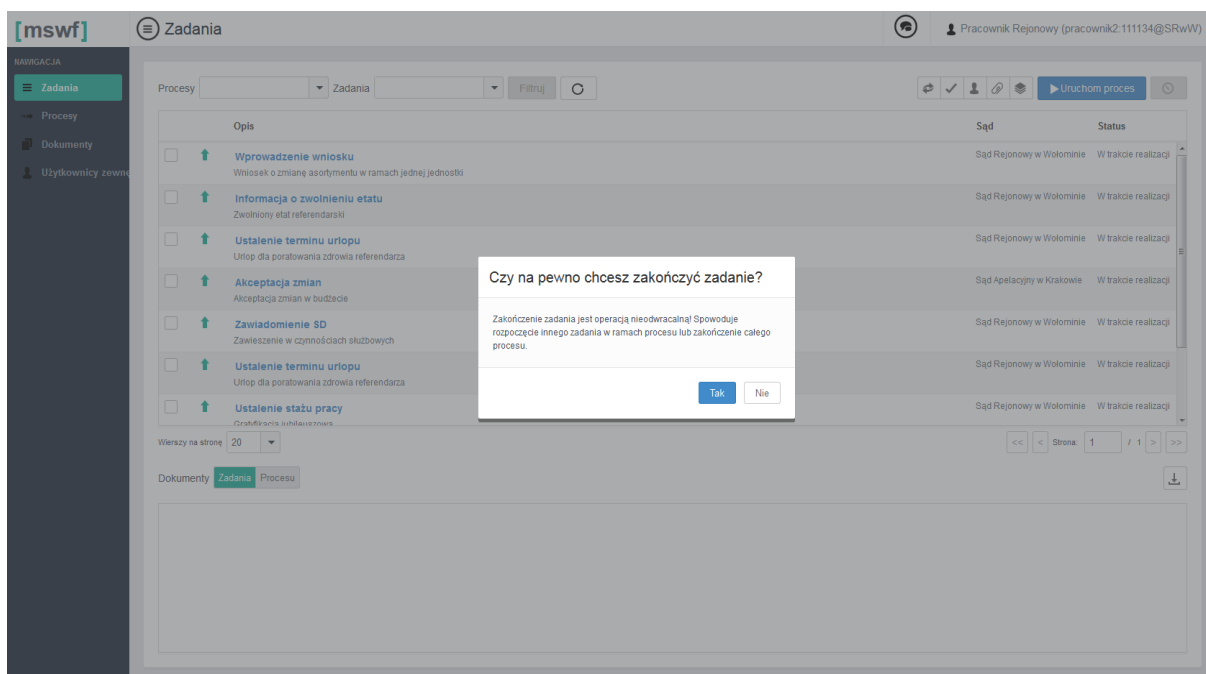 [mswf]
Zadania
Pracownik Rejonowy (pracownik2:111134@SRwW)
NAWIGACJA
Zadania
Procesy
Dokumenty
Użytkownicy zewnę
Procesy
Zadania
Filtruj
Uruchom proces
Opis
Sąd
Status
Wprowadzenie wniosku
Wniosek o zmianę asortymentu w ramach jednej jednostki
Sąd Rejonowy w Wołominie
W trakcie realizacji
Informacja o zwolnieniu etatu
Zwolniony etat referendarski
Sąd Rejonowy w Wołominie
W trakcie realizacji
Ustalenie terminu urlopu
Urlop dla poratowania zdrowia referendarza
Sąd Rejonowy w Wołominie
W trakcie realizacji
Akceptacja zmian
Akceptacja zmian w budżecie
Sąd Apelacyjny w Krakowie
W trakcie realizacji
Zawiadomienie SD
Zawieszenie w czynnościach służbowych
Sąd Rejonowy w Wołominie
W trakcie realizacji
Ustalenie terminu urlopu
Urlop dla poratowania zdrowia referendarza
Sąd Rejonowy w Wołominie
W trakcie realizacji
Ustalenie stażu pracy
Gratyfikacja jubileuszowa
Sąd Rejonowy w Wołominie
W trakcie realizacji
Czy na pewno chcesz zakończyć zadanie?
Zakończenie zadania jest operacją nieodwracalną! Spowoduje
rozpoczęcie innego zadania w ramach procesu lub zakończenie całego
procesu.
Tak
Nie
Wierszy na stronę 20
<< < Strona: 1 / 1 > >>
Dokumenty Zadania Procesu